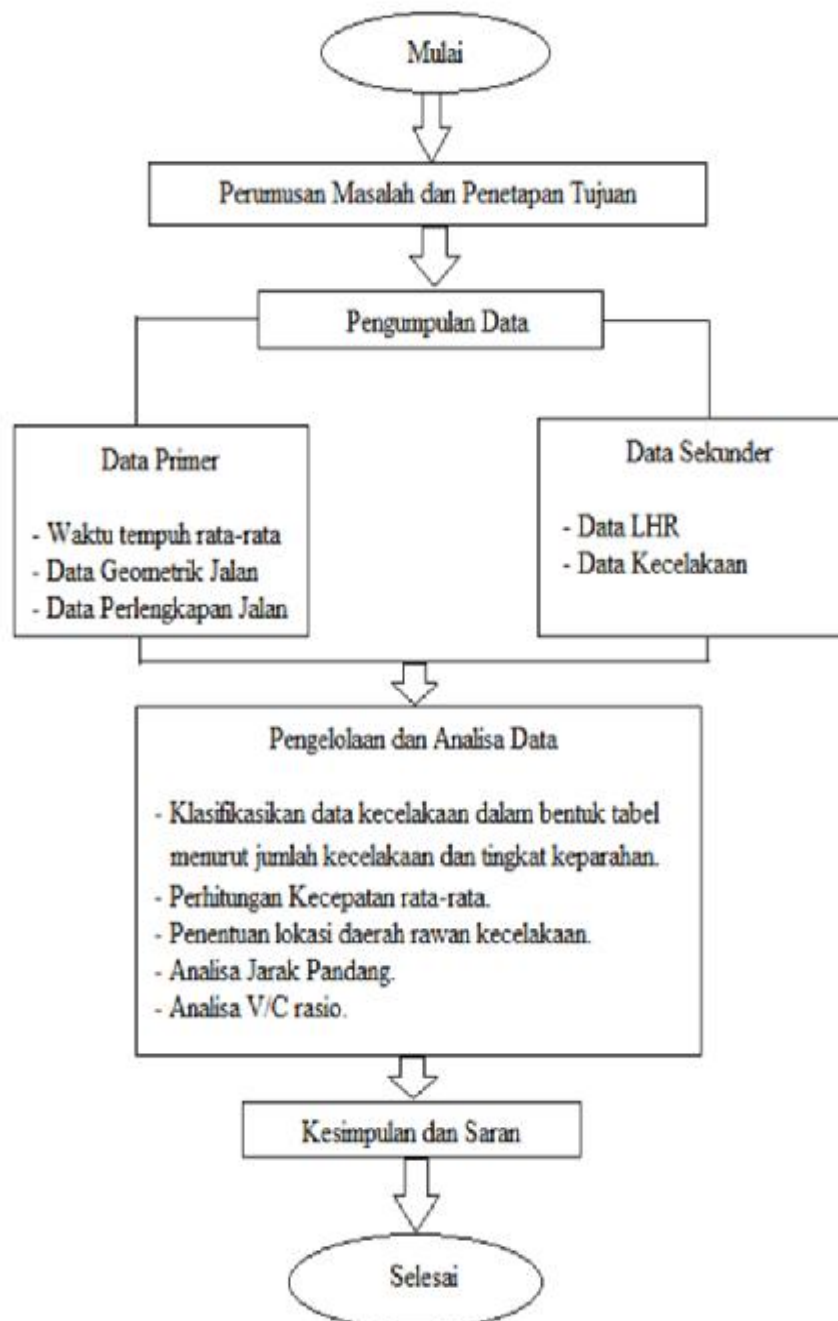 Mulai
Perumusan Masalah dan Penetapan Tujuan
Pengumpulan Data
Data Primer
- Waktu tempuh rata-rata
- Data Geometrik Jalan
- Data Perlengkapan Jalan
Data Sekunder
- Data LHR
- Data Kecelakaan
Pengelolaan dan Analisa Data
- Klasifikasikan data kecelakaan dalam bentuk tabel
menurut jumlah kecelakaan dan tingkat keparahan.
- Perhitungan Kecepatan rata-rata.
- Penentuan lokasi daerah rawan kecelakaan.
- Analisa Jarak Pandang.
- Analisa V/C rasio.
Kesimpulan dan Saran
Selesai